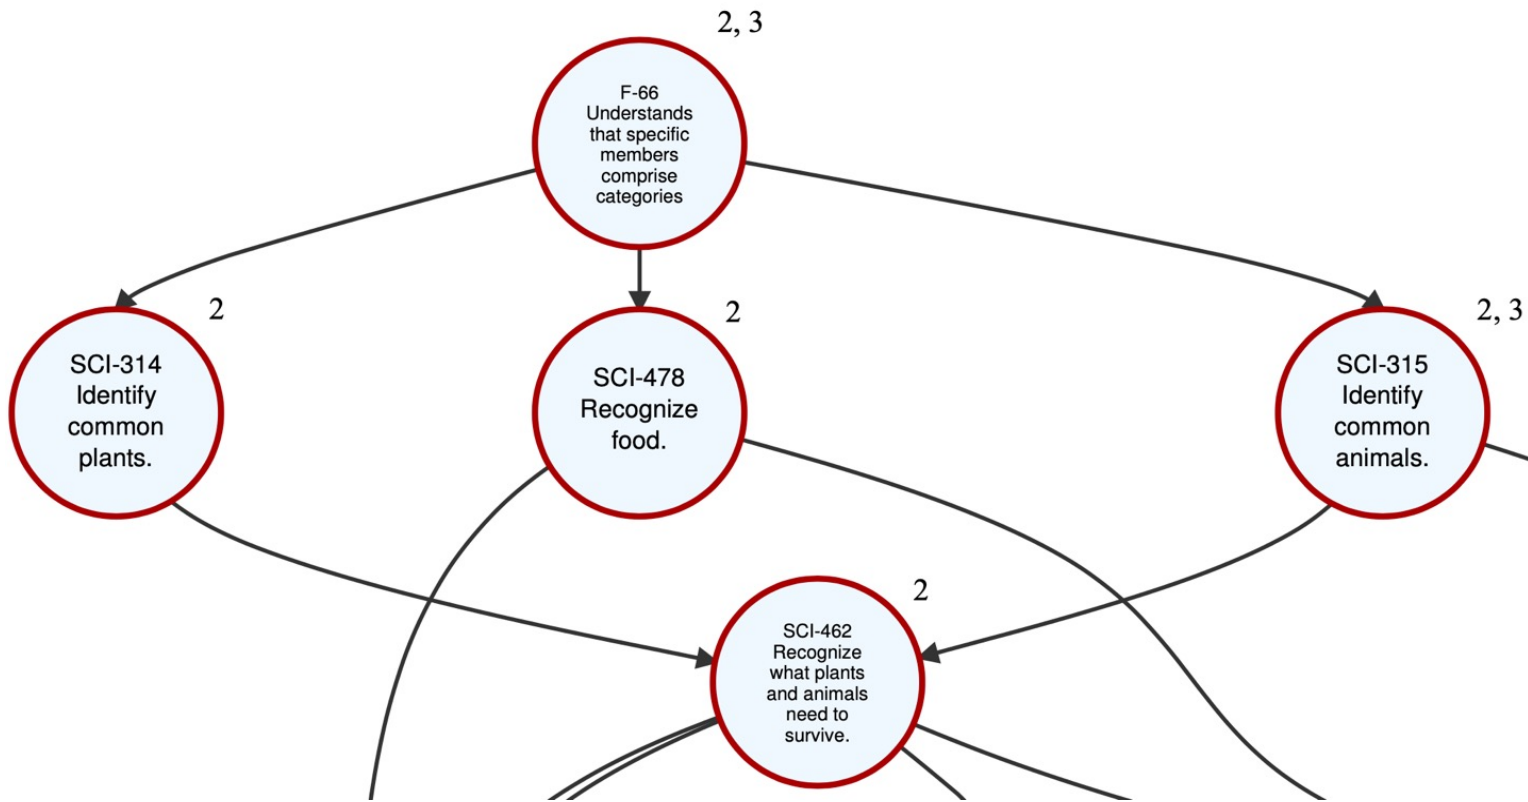 2, 3
F-66
Understands
that specific
members
comprise
categories
2
SCI-314
Identify
common
plants.
2
SCI-478
Recognize
food.
2, 3
SCI-315
Identify
common
animals.
2
SCI-462
Recognize
what plants
and animals
need to
survive.